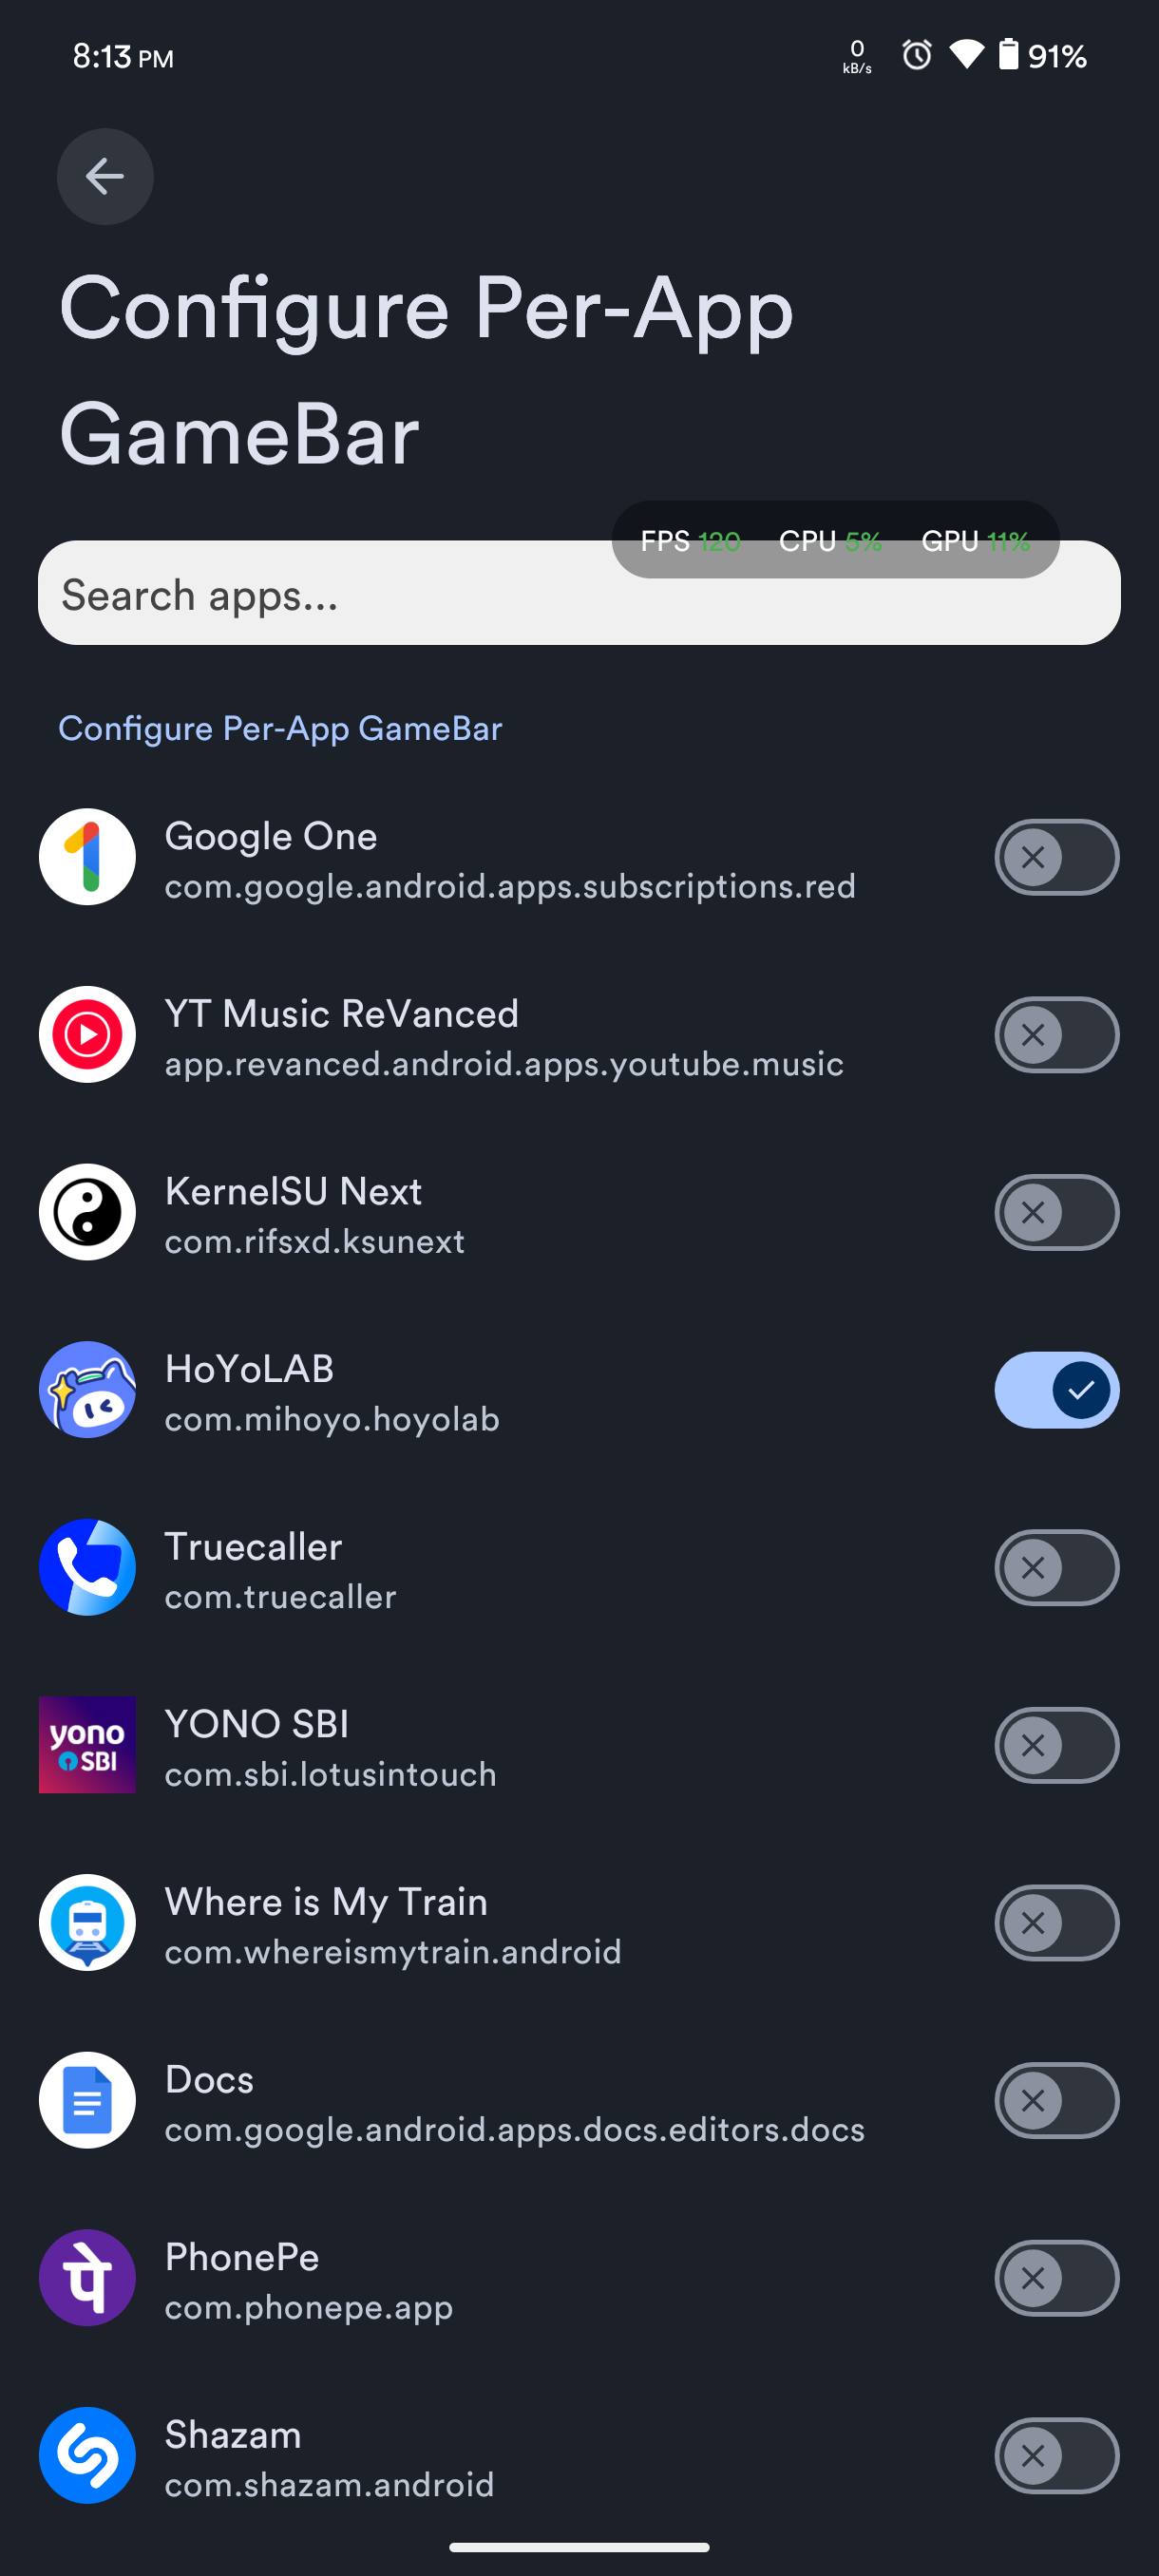 8:13 PM
0
kB/s
91%
Configure Per-App
GameBar
FPS 120 CPU 5% GPU 11%
Search apps...
Configure Per-App GameBar
Google One
com.google.android.apps.subscriptions.red
YT Music ReVanced
app.revanced.android.apps.youtube.music
KernelSU Next
com.rifsxd.ksunext
HoYoLAB
com.mihoyo.hoyolab
Truecaller
com.truecaller
yono
SBI
YONO SBI
com.sbi.lotusintouch
Where is My Train
com.whereismytrain.android
Docs
com.google.android.apps.docs.editors.docs
पे
PhonePe
com.phonepe.app
Shazam
com.shazam.android